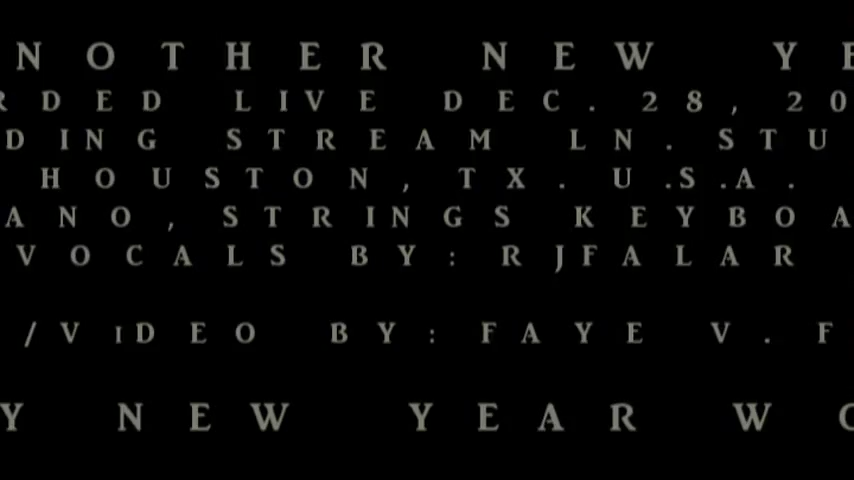 NOTHER NEW YE
RDED LIVE DEC. 28, 20
DING STREAM LN. STU
HOUSTON, TX. U.S.A.
ANO, STRINGS KEYBOA
VOCALS BY: RJFALAR
/VIDEO BY: FAYE V. F
Y NEW YEAR WO